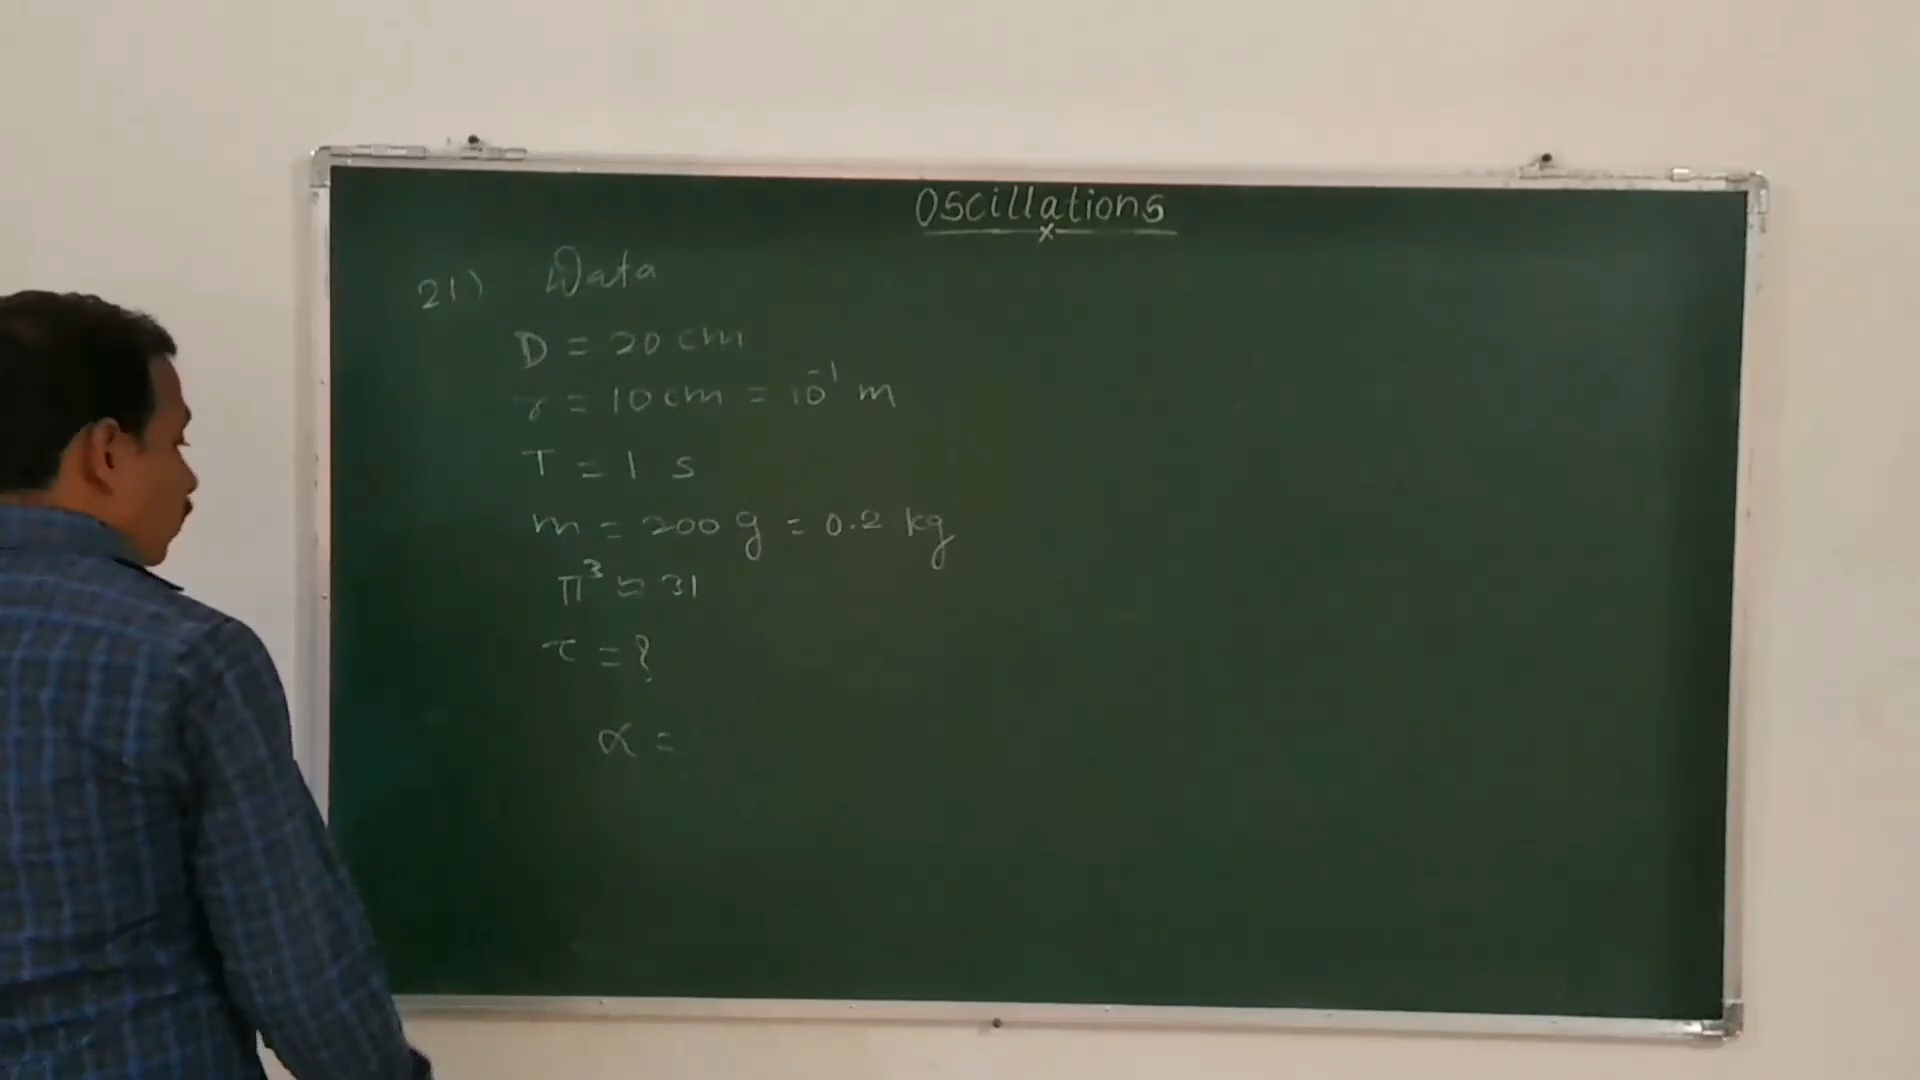 Oscillations
21) Data
D = 20 cm
r = 10 cm = 10⁻¹ m
T = 1 s
m = 200 g = 0.2 kg
π³ ≈ 31
τ = ?
α =